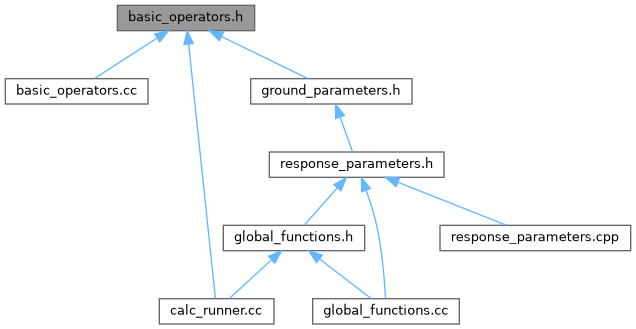 basic_operators.h
basic_operators.cc
ground_parameters.h
response_parameters.h
global_functions.h
response_parameters.cpp
calc_runner.cc
global_functions.cc